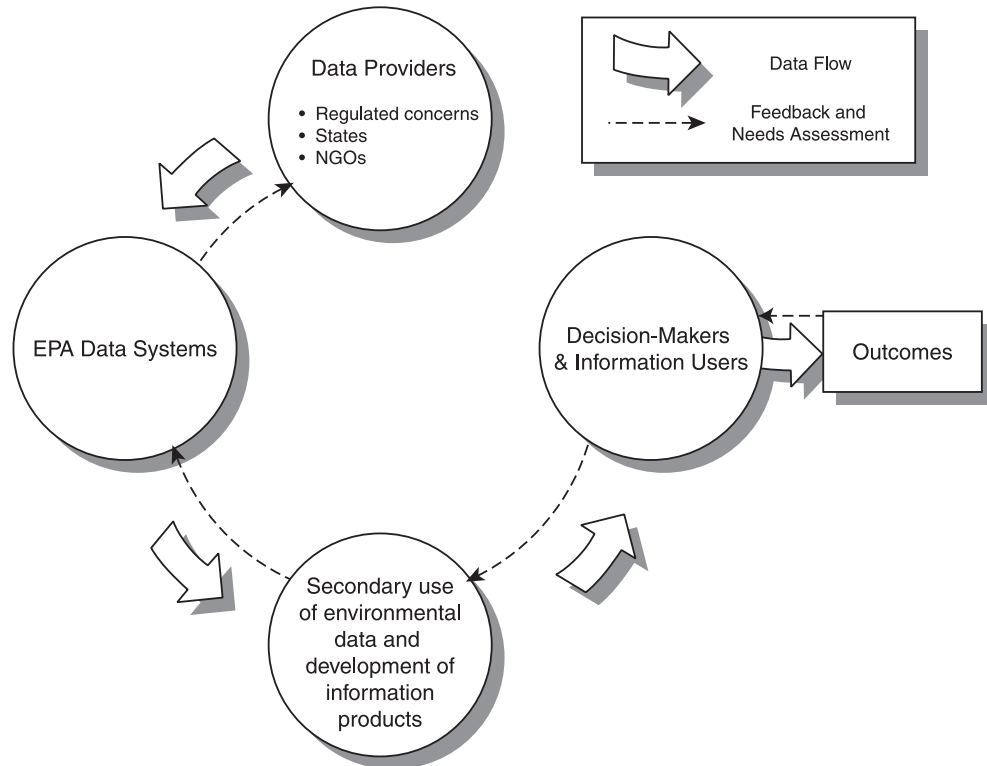 Data Providers
• Regulated concerns
• States
• NGOs
Data Flow
Feedback and
Needs Assessment
EPA Data Systems
Decision-Makers
& Information Users
Outcomes
Secondary use
of environmental
data and
development of
information
products